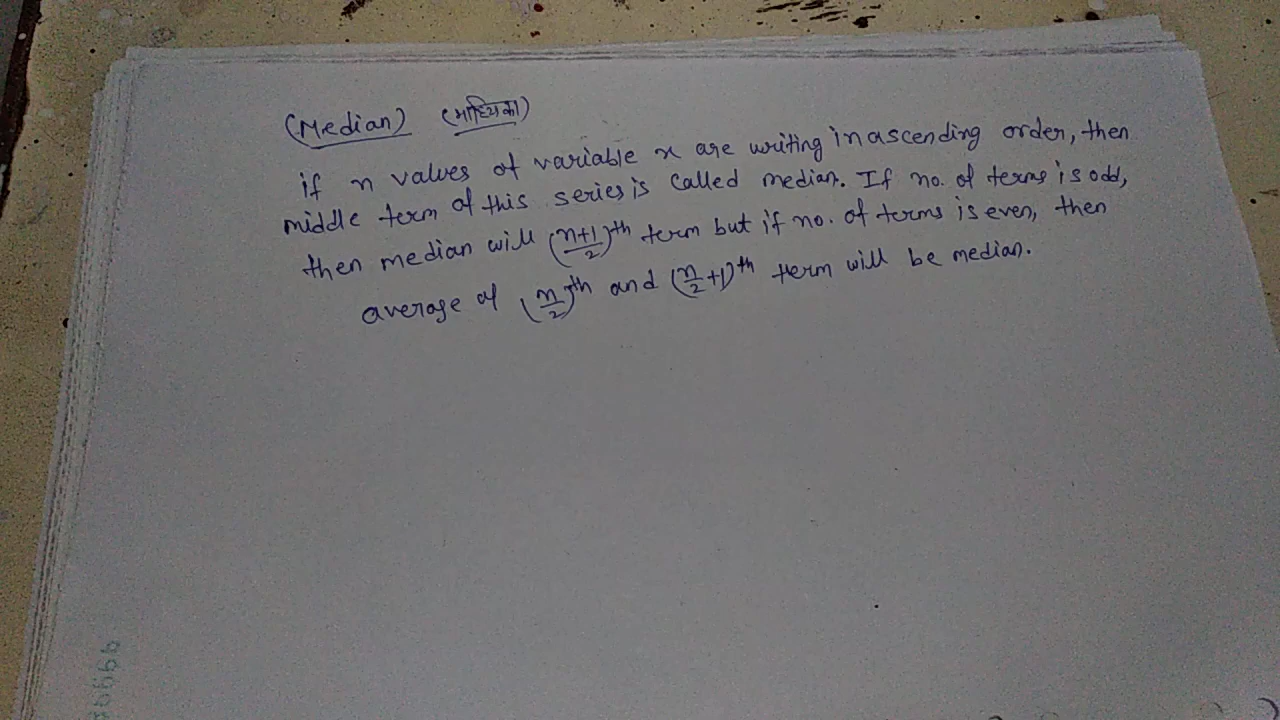 (Median) (माध्यिका)
if n values of variable x are writing in ascending order, then
middle term of this series is called median. If no. of terms is odd,
then median will (n+1/2)th term but if no. of terms is even, then
average of (n/2)th and (n/2+1)th term will be median.